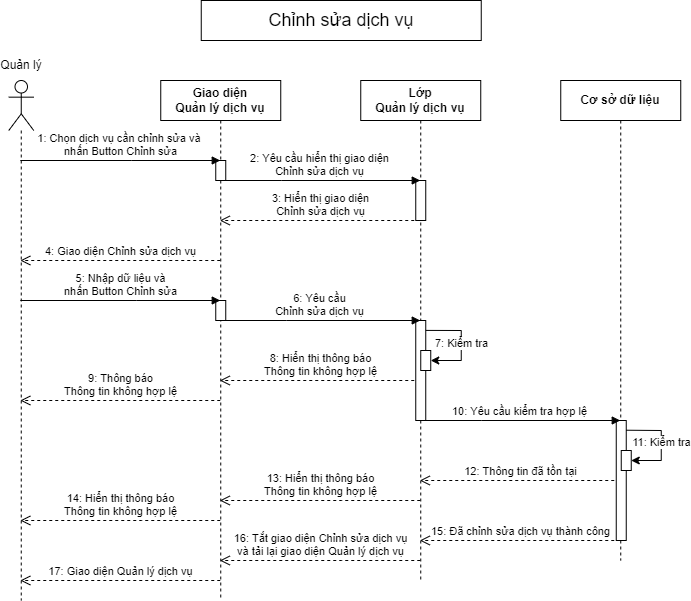 Chỉnh sửa dịch vụ
Quản lý
Giao diện
Quản lý dịch vụ
Lớp
Quản lý dịch vụ
Cơ sở dữ liệu
1: Chọn dịch vụ cần chỉnh sửa và
nhấn Button Chỉnh sửa
2: Yêu cầu hiển thị giao diện
Chỉnh sửa dịch vụ
3: Hiển thị giao diện
Chỉnh sửa dịch vụ
4: Giao diện Chỉnh sửa dịch vụ
5: Nhập dữ liệu và
nhấn Button Chỉnh sửa
6: Yêu cầu
Chỉnh sửa dịch vụ
7: Kiểm tra
8: Hiển thị thông báo
Thông tin không hợp lệ
9: Thông báo
Thông tin không hợp lệ
10: Yêu cầu kiểm tra hợp lệ
11: Kiểm tra
12: Thông tin đã tồn tại
13: Hiển thị thông báo
Thông tin không hợp lệ
14: Hiển thị thông báo
Thông tin không hợp lệ
15: Đã chỉnh sửa dịch vụ thành công
16: Tắt giao diện Chỉnh sửa dịch vụ
và tải lại giao diện Quản lý dịch vụ
17: Giao diện Quản lý dịch vụ